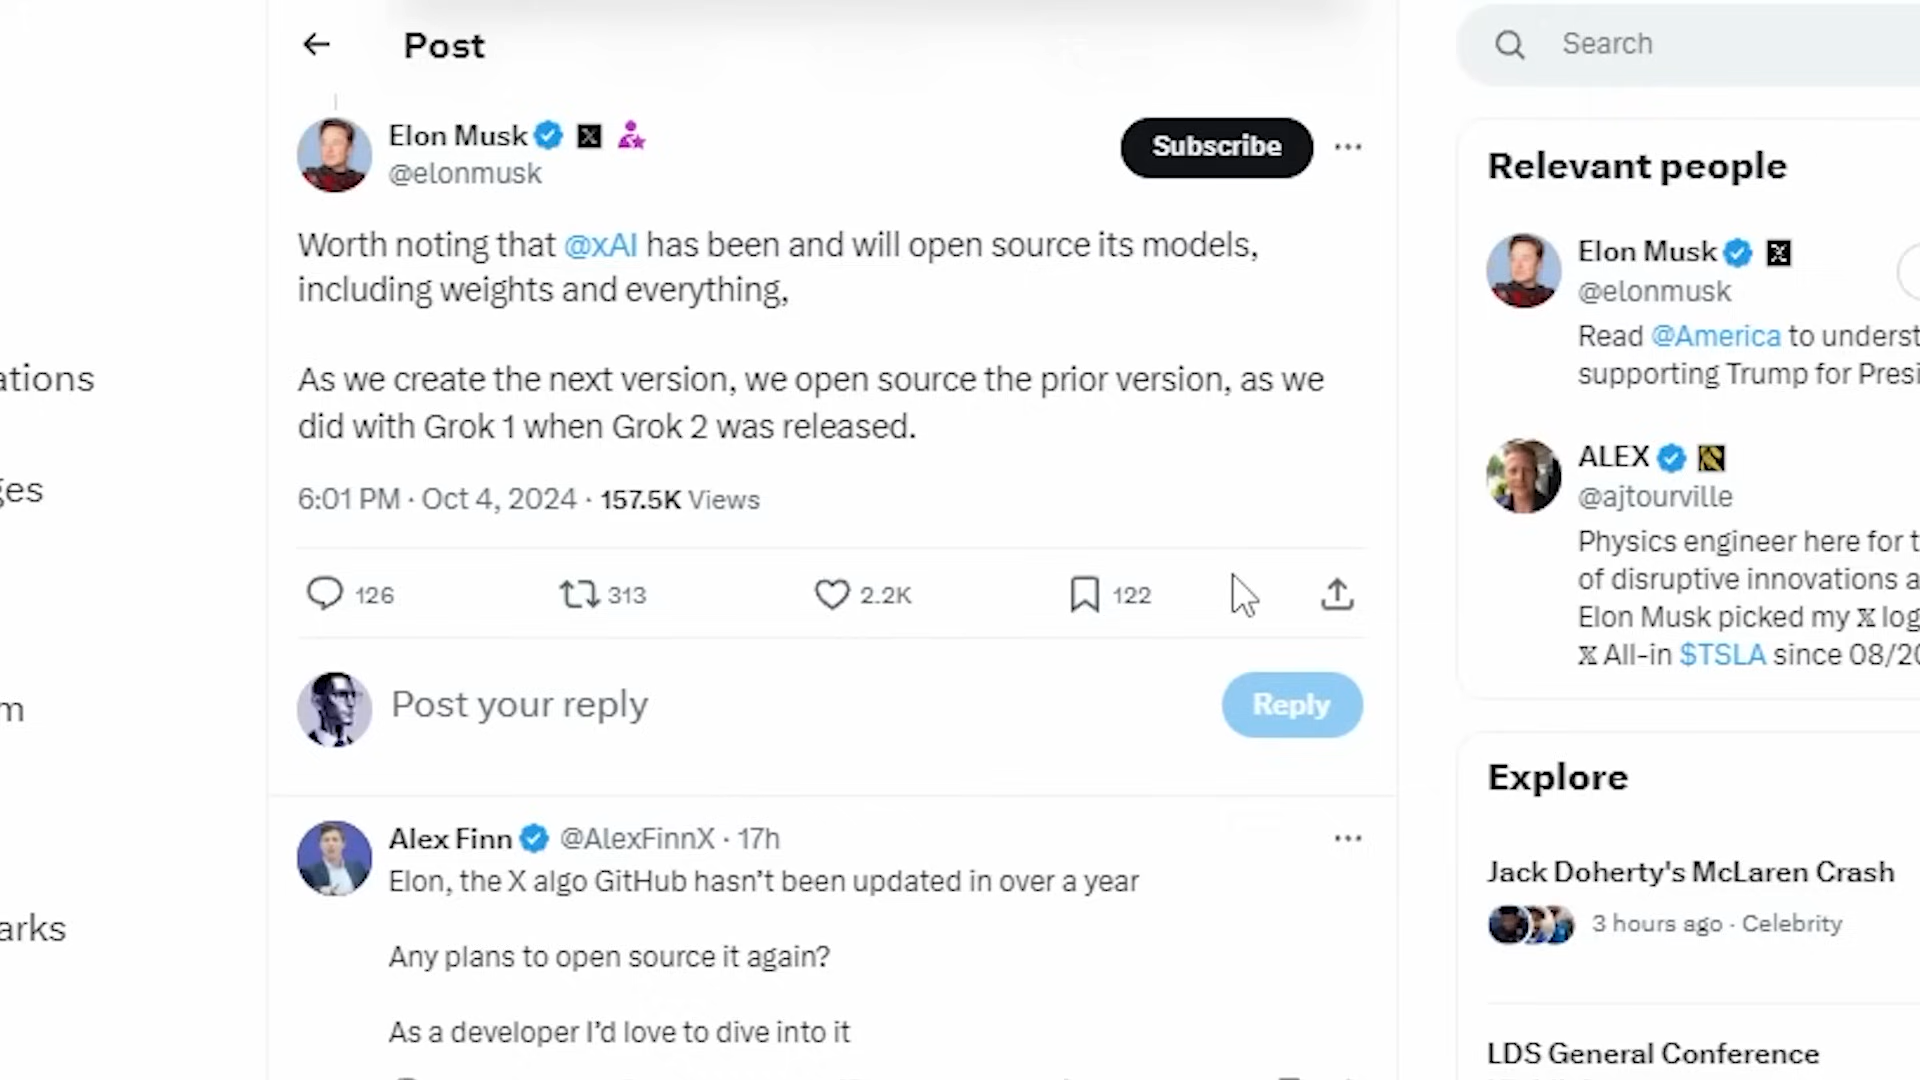 Post
Search
Elon Musk
@elonmusk
Subscribe
Worth noting that @xAI has been and will open source its models,
including weights and everything,
As we create the next version, we open source the prior version, as we
did with Grok 1 when Grok 2 was released.
6:01 PM · Oct 4, 2024 · 157.5K Views
126 313 2.2K 122
Post your reply
Reply
Alex Finn @AlexFinnX · 17h
Elon, the X algo GitHub hasn’t been updated in over a year
Any plans to open source it again?
As a developer I’d love to dive into it
Relevant people
Elon Musk
@elonmusk
Read @America to underst
supporting Trump for Presi
ALEX
@ajtourville
Physics engineer here for t
of disruptive innovations a
Elon Musk picked my 𝕏 log
𝕏 All-in $TSLA since 08/20
Explore
Jack Doherty's McLaren Crash
3 hours ago · Celebrity
LDS General Conference
ations
ges
m
arks